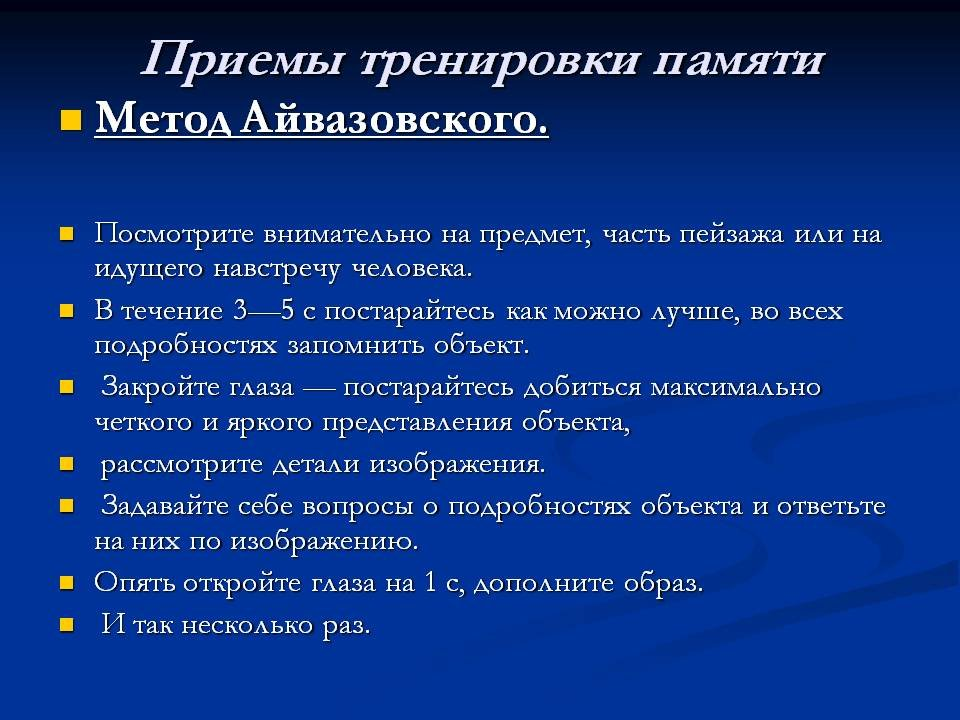 Приемы тренировки памяти
Метод Айвазовского.
Посмотрите внимательно на предмет, часть пейзажа или на
идущего навстречу человека.
В течение 3—5 с постарайтесь как можно лучше, во всех
подробностях запомнить объект.
Закройте глаза — постарайтесь добиться максимально
четкого и яркого представления объекта,
рассмотрите детали изображения.
Задавайте себе вопросы о подробностях объекта и ответьте
на них по изображению.
Опять откройте глаза на 1 с, дополните образ.
И так несколько раз.